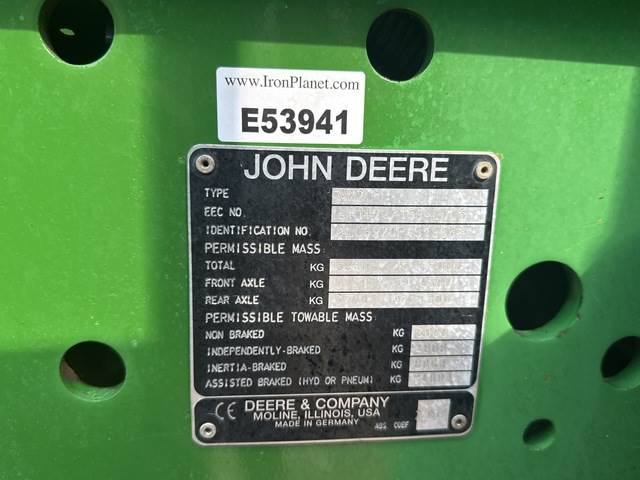 www.IronPlanet.com
E53941
JOHN DEERE
TYPE
EEC NO.
IDENTIFICATION NO.
PERMISSIBLE MASS:
TOTAL KG
FRONT AXLE KG
REAR AXLE KG
PERMISSIBLE TOWABLE MASS:
NON BRAKED KG
INDEPENDENTLY-BRAKED KG
INERTIA-BRAKED KG
ASSISTED BRAKED (HYD OR PNEUM) KG
CE DEERE & COMPANY
MOLINE, ILLINOIS, USA
MADE IN GERMANY ABS COEF